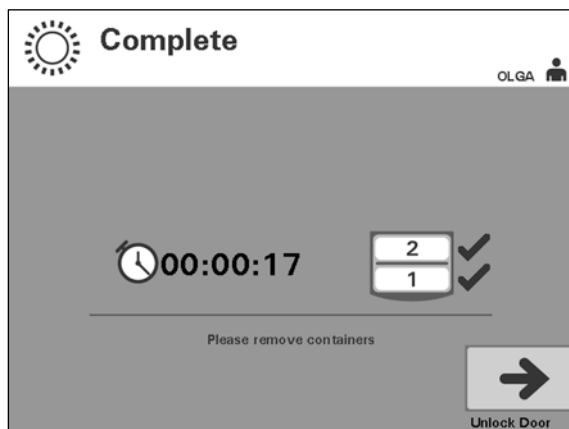 Complete
OLGA
00:00:17
2
1
Please remove containers
Unlock Door